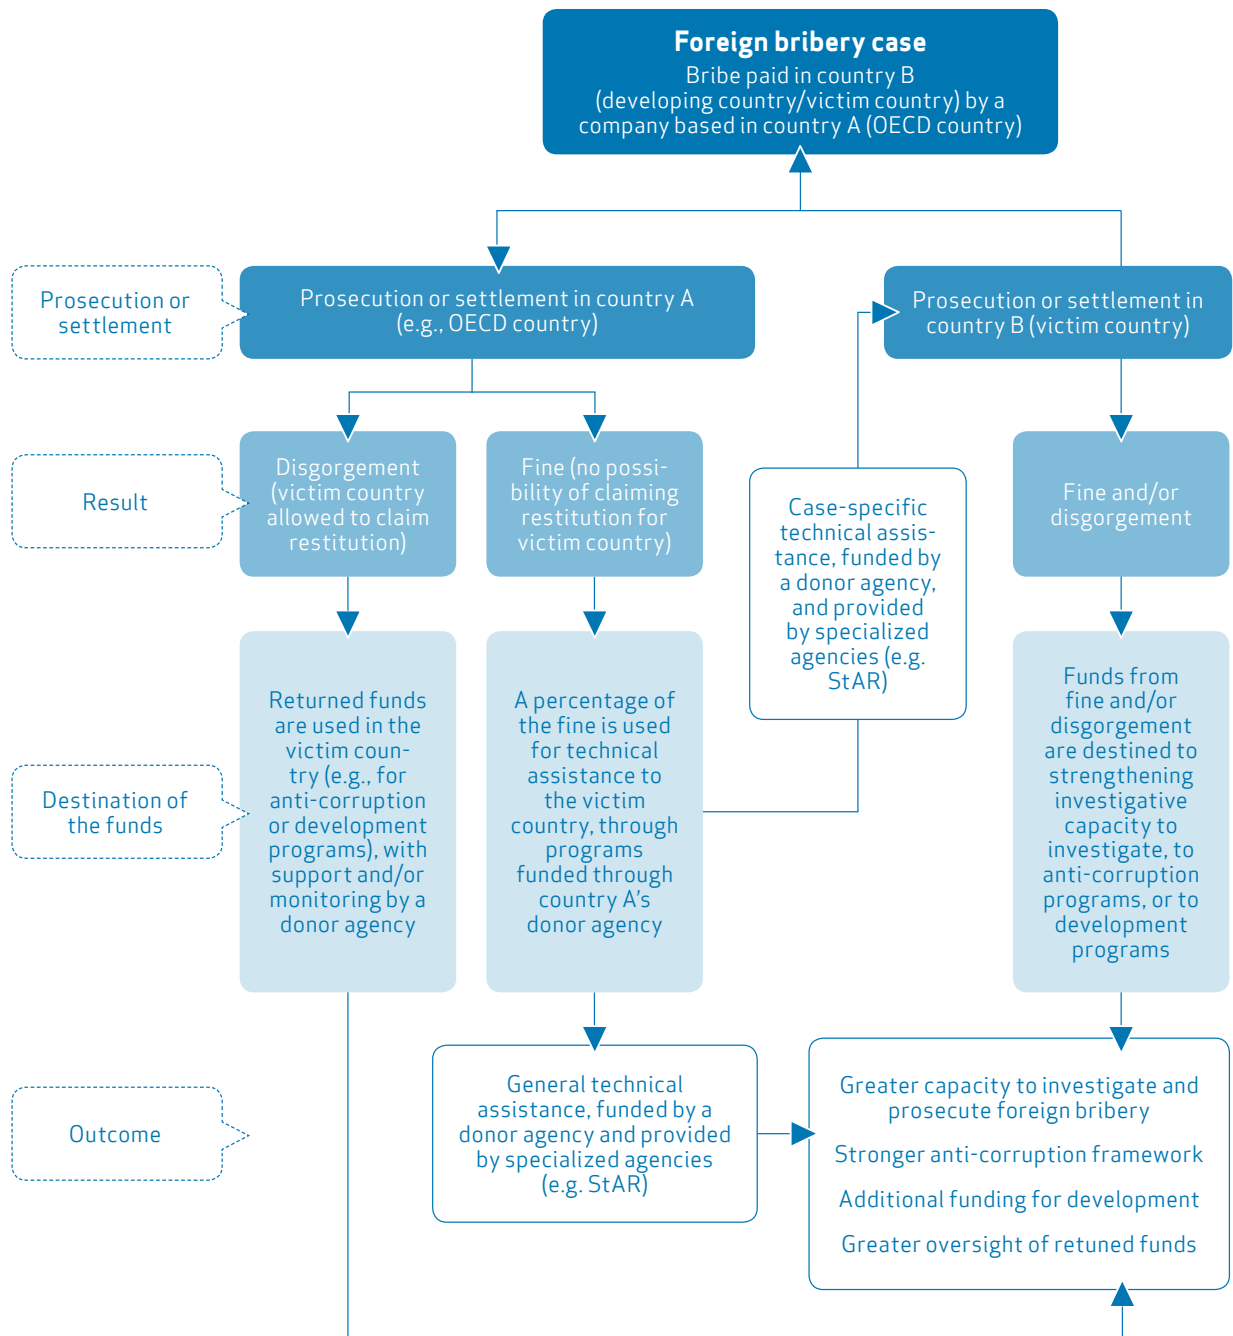 Foreign bribery case
Bribe paid in country B
(developing country/victim country) by a
company based in country A (OECD country)
Prosecution or
settlement
Prosecution or settlement in country A
(e.g., OECD country)
Prosecution or settlement in
country B (victim country)
Result
Disgorgement
(victim country
allowed to claim
restitution)
Fine (no possi-
bility of claiming
restitution for
victim country)
Case-specific
technical assis-
tance, funded by
a donor agency,
and provided
by specialized
agencies (e.g.
StAR)
Fine and/or
disgorgement
Destination of
the funds
Returned funds
are used in the
victim coun-
try (e.g., for
anti-corruption
or development
programs), with
support and/or
monitoring by a
donor agency
A percentage of
the fine is used
for technical
assistance to
the victim
country, through
programs
funded through
country A's
donor agency
Funds from
fine and/or
disgorgement
are destined to
strengthening
investigative
capacity to
investigate, to
anti-corruption
programs, or to
development
programs
Outcome
General technical
assistance, funded by a
donor agency and provided
by specialized agencies
(e.g. StAR)
Greater capacity to investigate and
prosecute foreign bribery
Stronger anti-corruption framework
Additional funding for development
Greater oversight of retuned funds